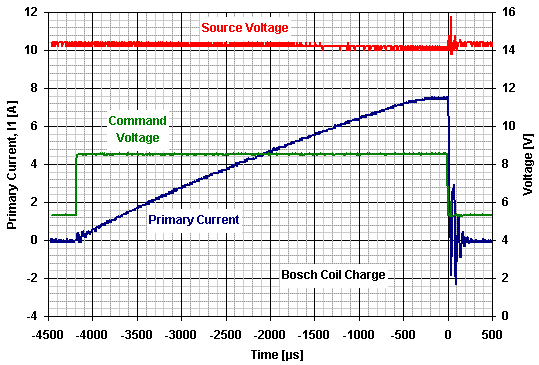 Source Voltage
Command
Voltage
Primary Current
Bosch Coil Charge
Primary Current, I1 [A]
12
10
8
6
4
2
0
-2
-4
Voltage [V]
16
14
12
10
8
6
4
2
0
-4500 -4000 -3500 -3000 -2500 -2000 -1500 -1000 -500 0 500
Time [µs]